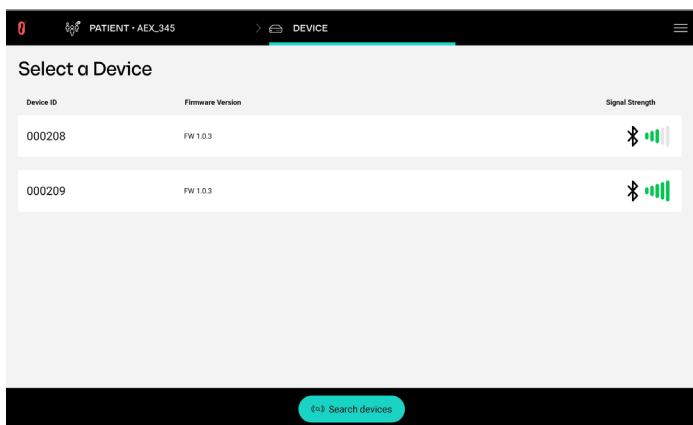 PATIENT • AEX_345 > DEVICE
Select a Device
Device ID Firmware Version Signal Strength
000208 FW 1.0.3
000209 FW 1.0.3
Search devices